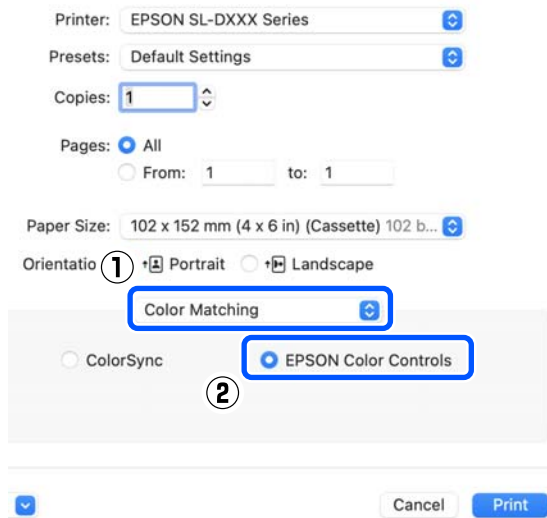 Printer: EPSON SL-DXXX Series
Presets: Default Settings
Copies: 1
Pages: All
From: 1 to: 1
Paper Size: 102 x 152 mm (4 x 6 in) (Cassette) 102 b...
Orientatio ① Portrait Landscape
Color Matching
ColorSync EPSON Color Controls
②
Cancel Print